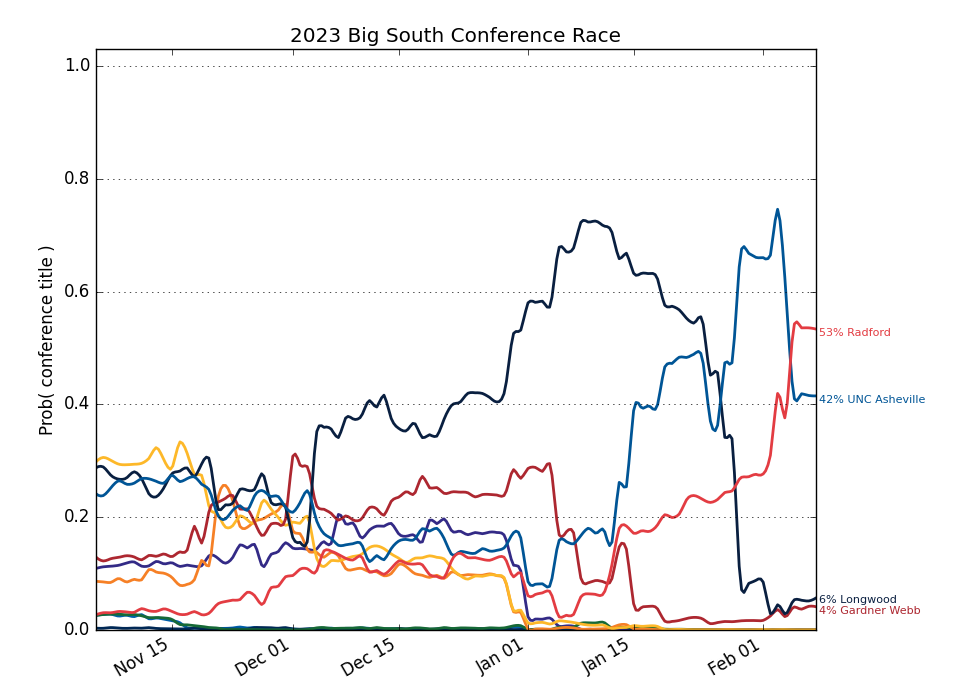 2023 Big South Conference Race
Prob( conference title )
1.0
0.8
0.6
0.4
0.2
0.0
53% Radford
42% UNC Asheville
6% Longwood
4% Gardner Webb
Nov 15
Dec 01
Dec 15
Jan 01
Jan 15
Feb 01